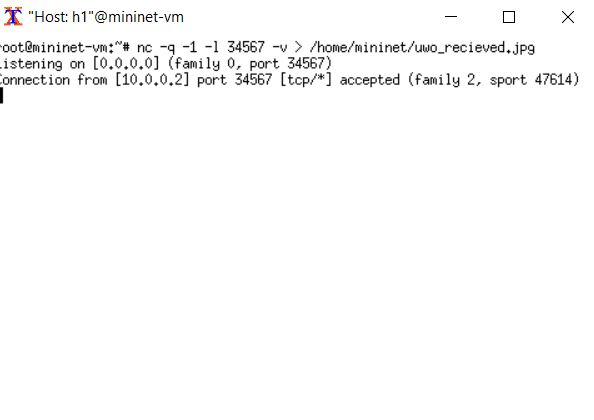 "Host: h1"@mininet-vm
root@mininet-vm:~# nc -q -1 -l 34567 -v > /home/mininet/uwo_recieved.jpg
Listening on [0.0.0.0] (family 0, port 34567)
Connection from [10.0.0.2] port 34567 [tcp/*] accepted (family 2, sport 47614)